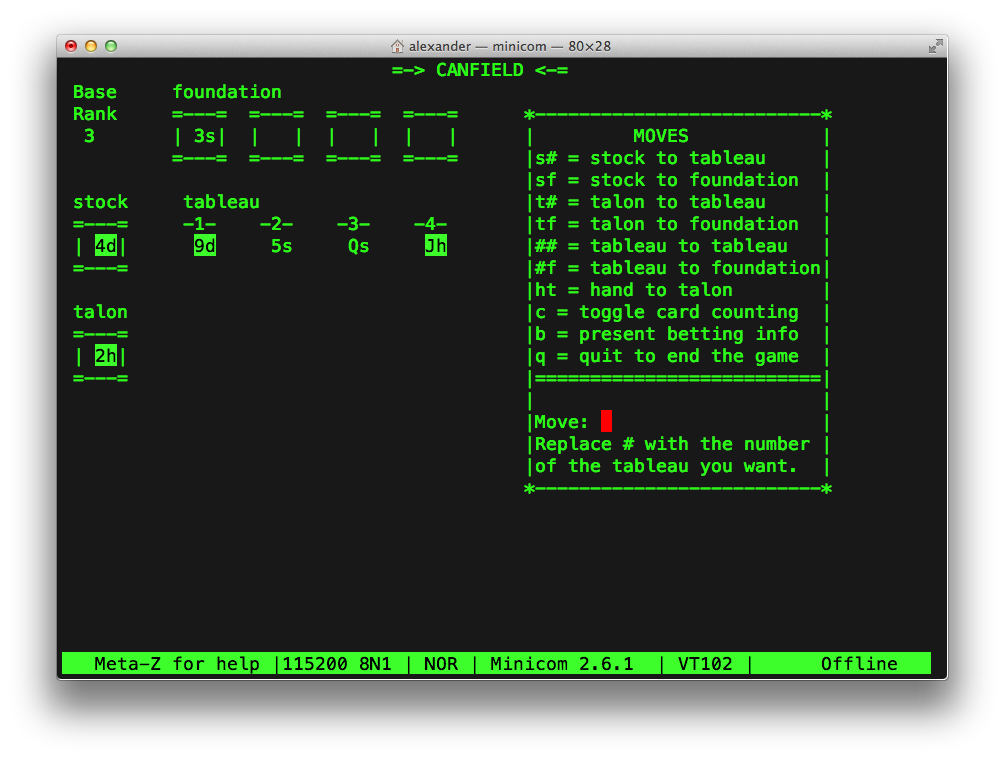 alexander — minicom — 80×28
=-> CANFIELD <-=
Base     foundation
Rank     =---=  =---=  =---=  =---=     *--------------------------*
 3       | 3s|  |   |  |   |  |   |     |         MOVES            |
         =---=  =---=  =---=  =---=     |s# = stock to tableau     |
                                        |sf = stock to foundation  |
stock     tableau                       |t# = talon to tableau     |
=---=     -1-    -2-    -3-    -4-      |tf = talon to foundation  |
| 4d|      9d     5s     Qs     Jh      |## = tableau to tableau   |
=---=                                   |#f = tableau to foundation|
                                        |ht = hand to talon        |
talon                                   |c = toggle card counting  |
=---=                                   |b = present betting info  |
| 2h|                                   |q = quit to end the game  |
=---=                                   |==========================|
                                        |                          |
                                        |Move:                     |
                                        |Replace # with the number |
                                        |of the tableau you want.  |
                                        *--------------------------*
Meta-Z for help |115200 8N1 | NOR | Minicom 2.6.1  | VT102 |      Offline